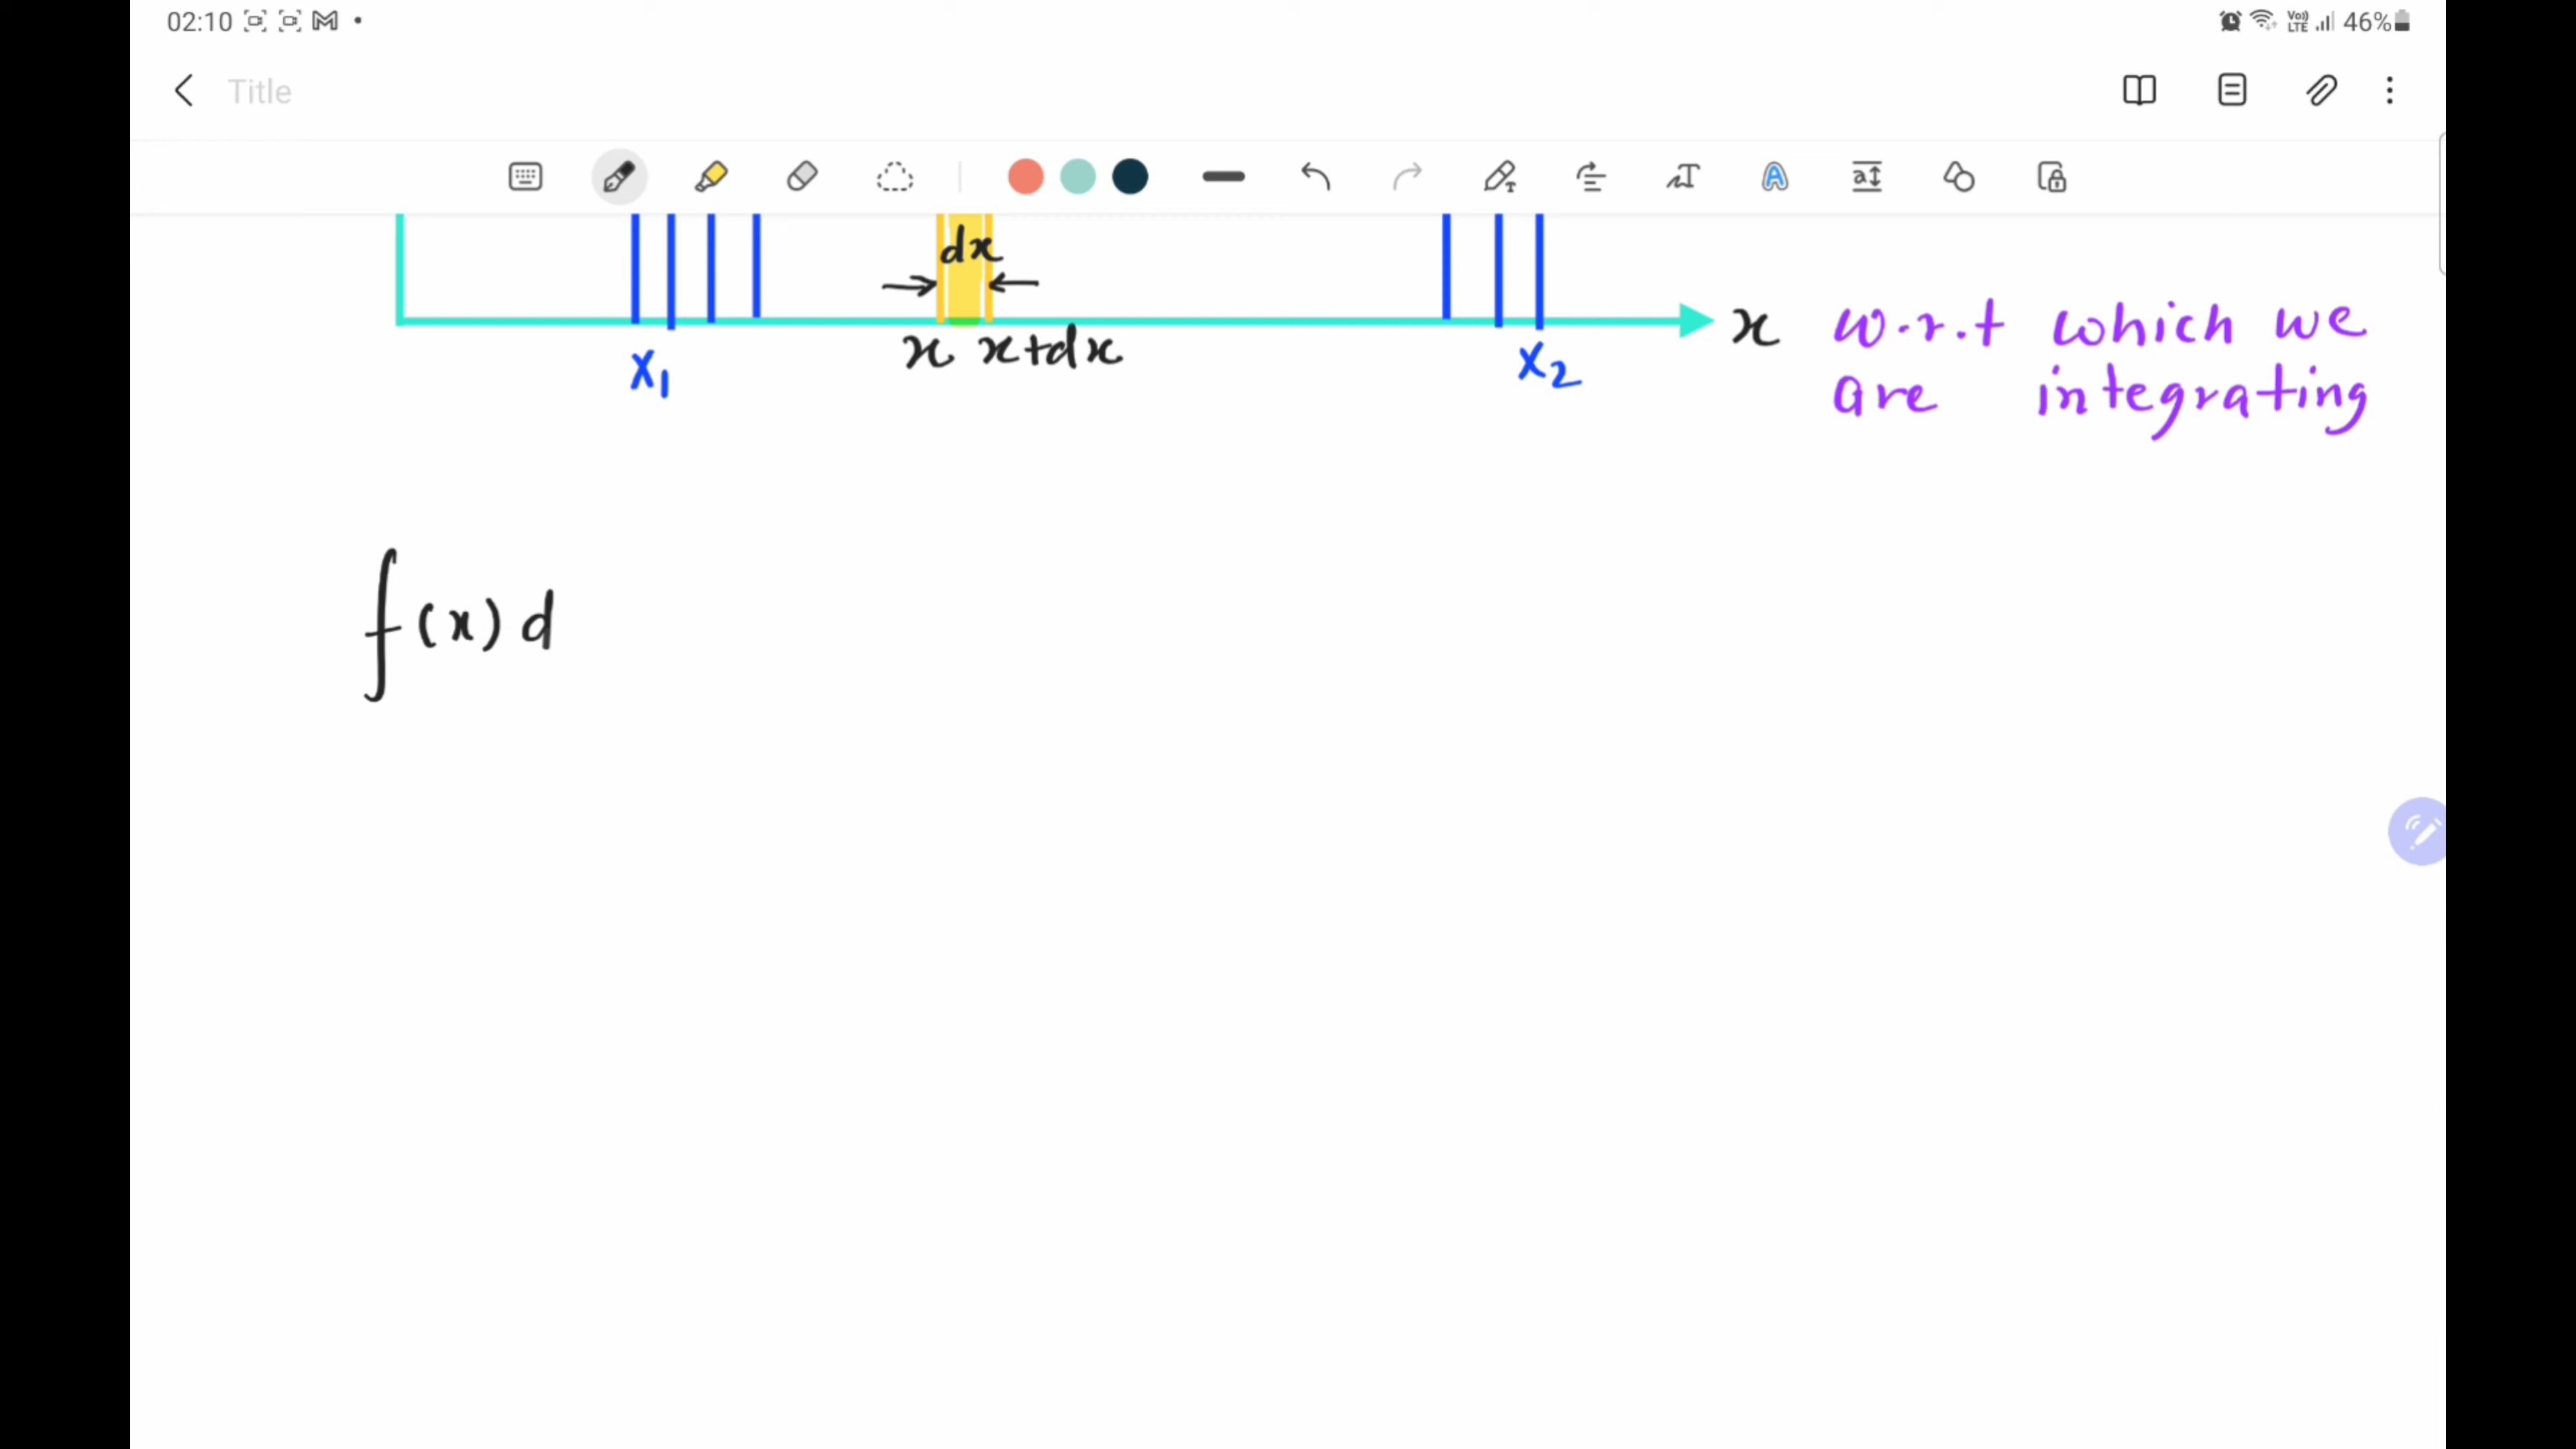 02:10 46%
Title
dx
x x+dx
x w.r.t which we
x₁ x₂
are integrating
f(x)d